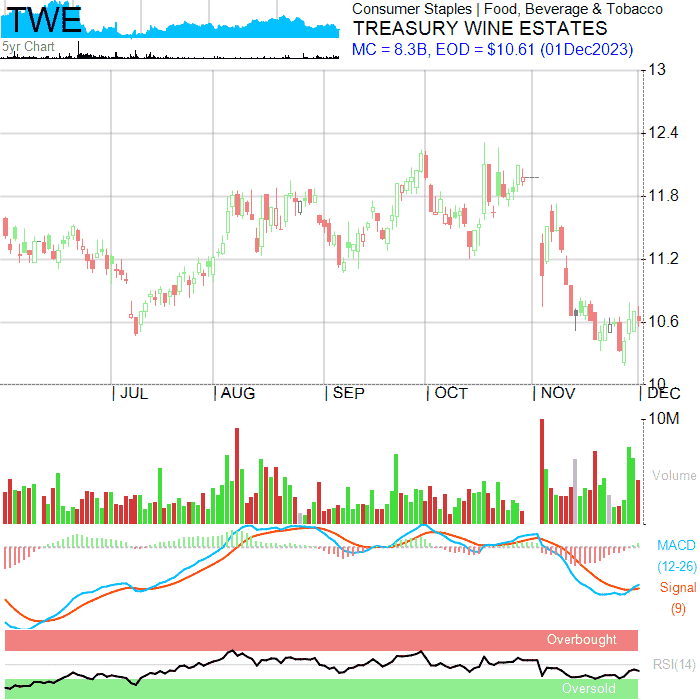 TWE
5yr Chart
Consumer Staples | Food, Beverage & Tobacco
TREASURY WINE ESTATES
MC = 8.3B, EOD = $10.61 (01Dec2023)
13
12.4
11.8
11.2
10.6
10
JUL AUG SEP OCT NOV DEC
10M
Volume
MACD
(12-26)
Signal
(9)
Overbought
RSI(14)
Oversold